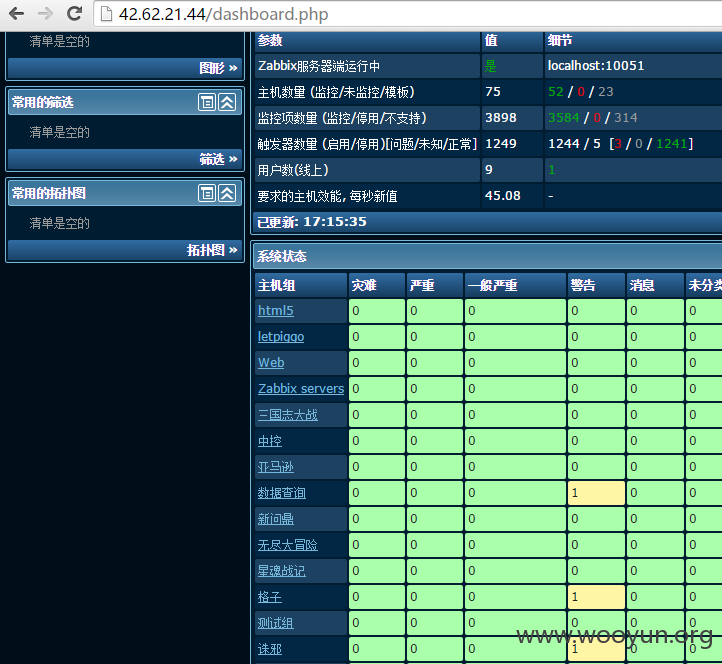 42.62.21.44/dashboard.php
清单是空的
图形 »
常用的筛选
清单是空的
筛选 »
常用的拓扑图
清单是空的
拓扑图 »
参数 值 细节
Zabbix服务器端运行中 是 localhost:10051
主机数量 (监控/未监控/模板) 75 52 / 0 / 23
监控项数量 (监控/停用/不支持) 3898 3584 / 0 / 314
触发器数量 (启用/停用)[问题/未知/正常] 1249 1244 / 5 [3 / 0 / 1241]
用户数(线上) 9 1
要求的主机效能, 每秒新值 45.08 -
已更新: 17:15:35
系统状态
主机组 灾难 严重 一般严重 警告 消息 未分类
html5 0 0 0 0 0 0
letpiggo 0 0 0 0 0 0
Web 0 0 0 0 0 0
Zabbix servers 0 0 0 0 0 0
三国志大战 0 0 0 0 0 0
中控 0 0 0 0 0 0
亚马逊 0 0 0 0 0 0
数据查询 0 0 0 1 0 0
新问鼎 0 0 0 0 0 0
无尽大冒险 0 0 0 0 0 0
星魂战记 0 0 0 0 0 0
格子 0 0 0 1 0 0
测试组 0 0 0 0 0 0
诛邪 0 0 0 1 0 0
www.wooyun.org